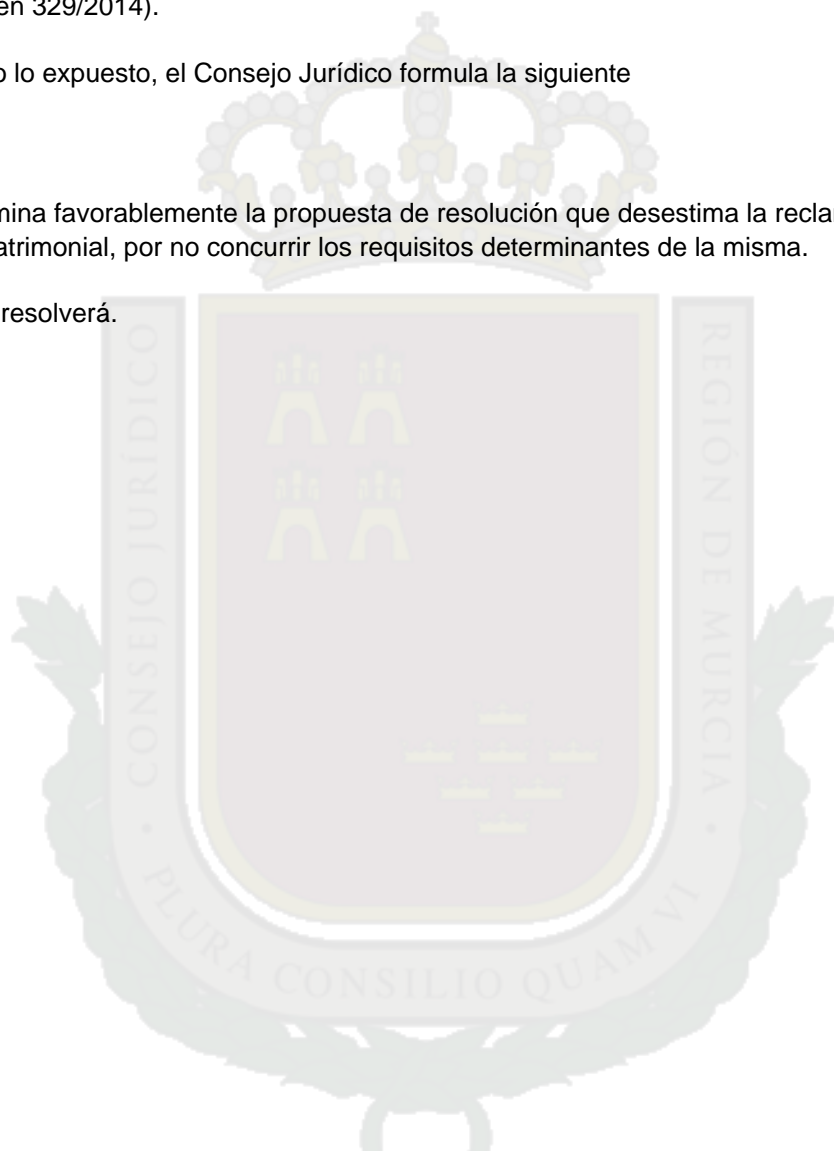 en 329/2014).
o lo expuesto, el Consejo Jurídico formula la siguiente
mina favorablemente la propuesta de resolución que desestima la recla
atrimonial, por no concurrir los requisitos determinantes de la misma.
resolverá.
CONSEJO JURÍDICO
REGIÓN DE MURCIA
PLURA CONSILIO QUAM VI